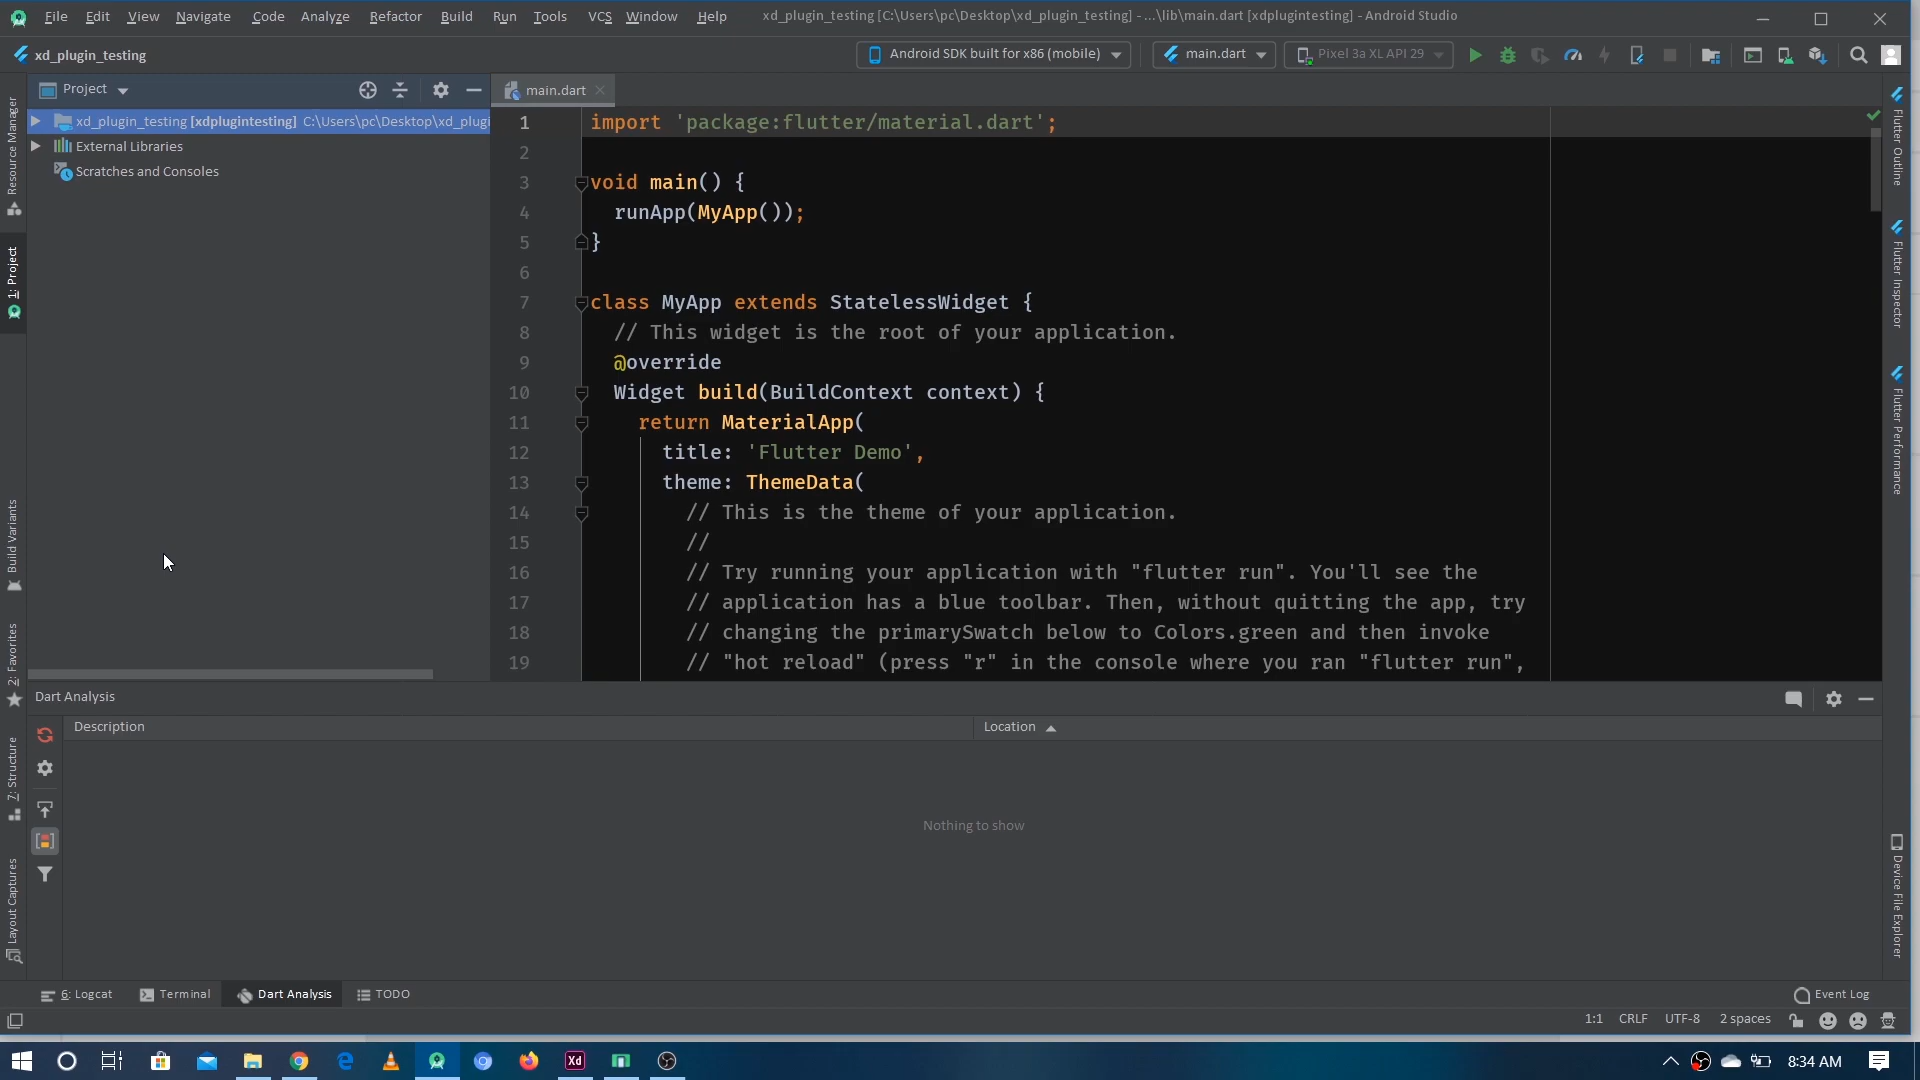 File Edit View Navigate Code Analyze Refactor Build Run Tools VCS Window Help xd_plugin_testing [C:\Users\pc\Desktop\xd_plugin_testing] - ...\lib\main.dart [xdplugintesting] - Android Studio
xd_plugin_testing
Android SDK built for x86 (mobile)
main.dart
Pixel 3a XL API 29
Project
main.dart
xd_plugin_testing [xdplugintesting] C:\Users\pc\Desktop\xd_plugi
External Libraries
Scratches and Consoles
1 import 'package:flutter/material.dart';
2
3 void main() {
4 runApp(MyApp());
5 }
6
7 class MyApp extends StatelessWidget {
8 // This widget is the root of your application.
9 @override
10 Widget build(BuildContext context) {
11 return MaterialApp(
12 title: 'Flutter Demo',
13 theme: ThemeData(
14 // This is the theme of your application.
15 //
16 // Try running your application with "flutter run". You'll see the
17 // application has a blue toolbar. Then, without quitting the app, try
18 // changing the primarySwatch below to Colors.green and then invoke
19 // "hot reload" (press "r" in the console where you ran "flutter run",
Resource Manager
1: Project
Build Variants
2: Favorites
7: Structure
Layout Captures
Flutter Outline
Flutter Inspector
Flutter Performance
Device File Explorer
Dart Analysis
Description Location
Nothing to show
6: Logcat Terminal Dart Analysis TODO Event Log
1:1 CRLF UTF-8 2 spaces
Xd
8:34 AM